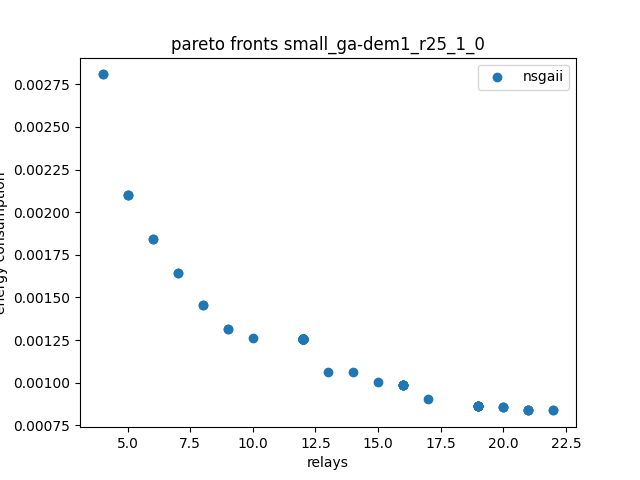 pareto fronts small_ga-dem1_r25_1_0
nsgaii
0.00275
0.00250
0.00225
0.00200
0.00175
0.00150
0.00125
0.00100
0.00075
energy consumption
5.0 7.5 10.0 12.5 15.0 17.5 20.0 22.5
relays